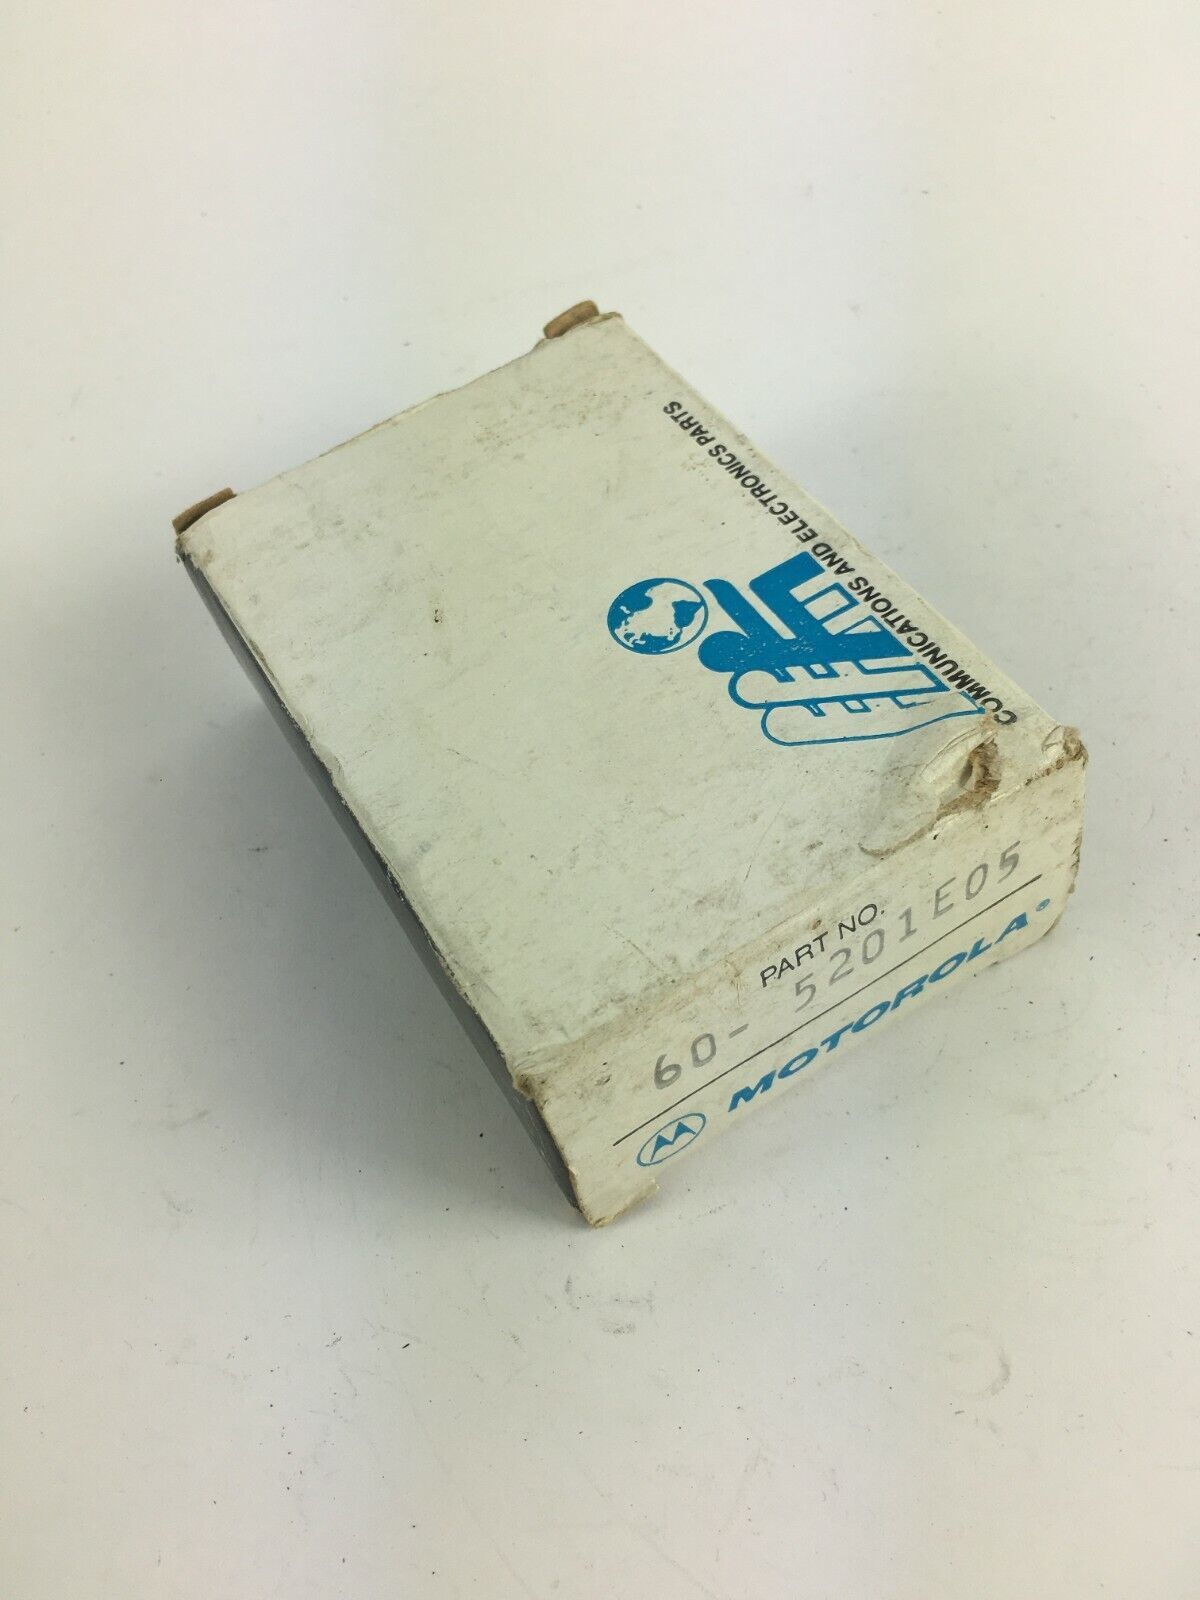 COMMUNICATIONS AND ELECTRONICS PARTS
PART NO.
60- 5201E05
MOTOROLA®